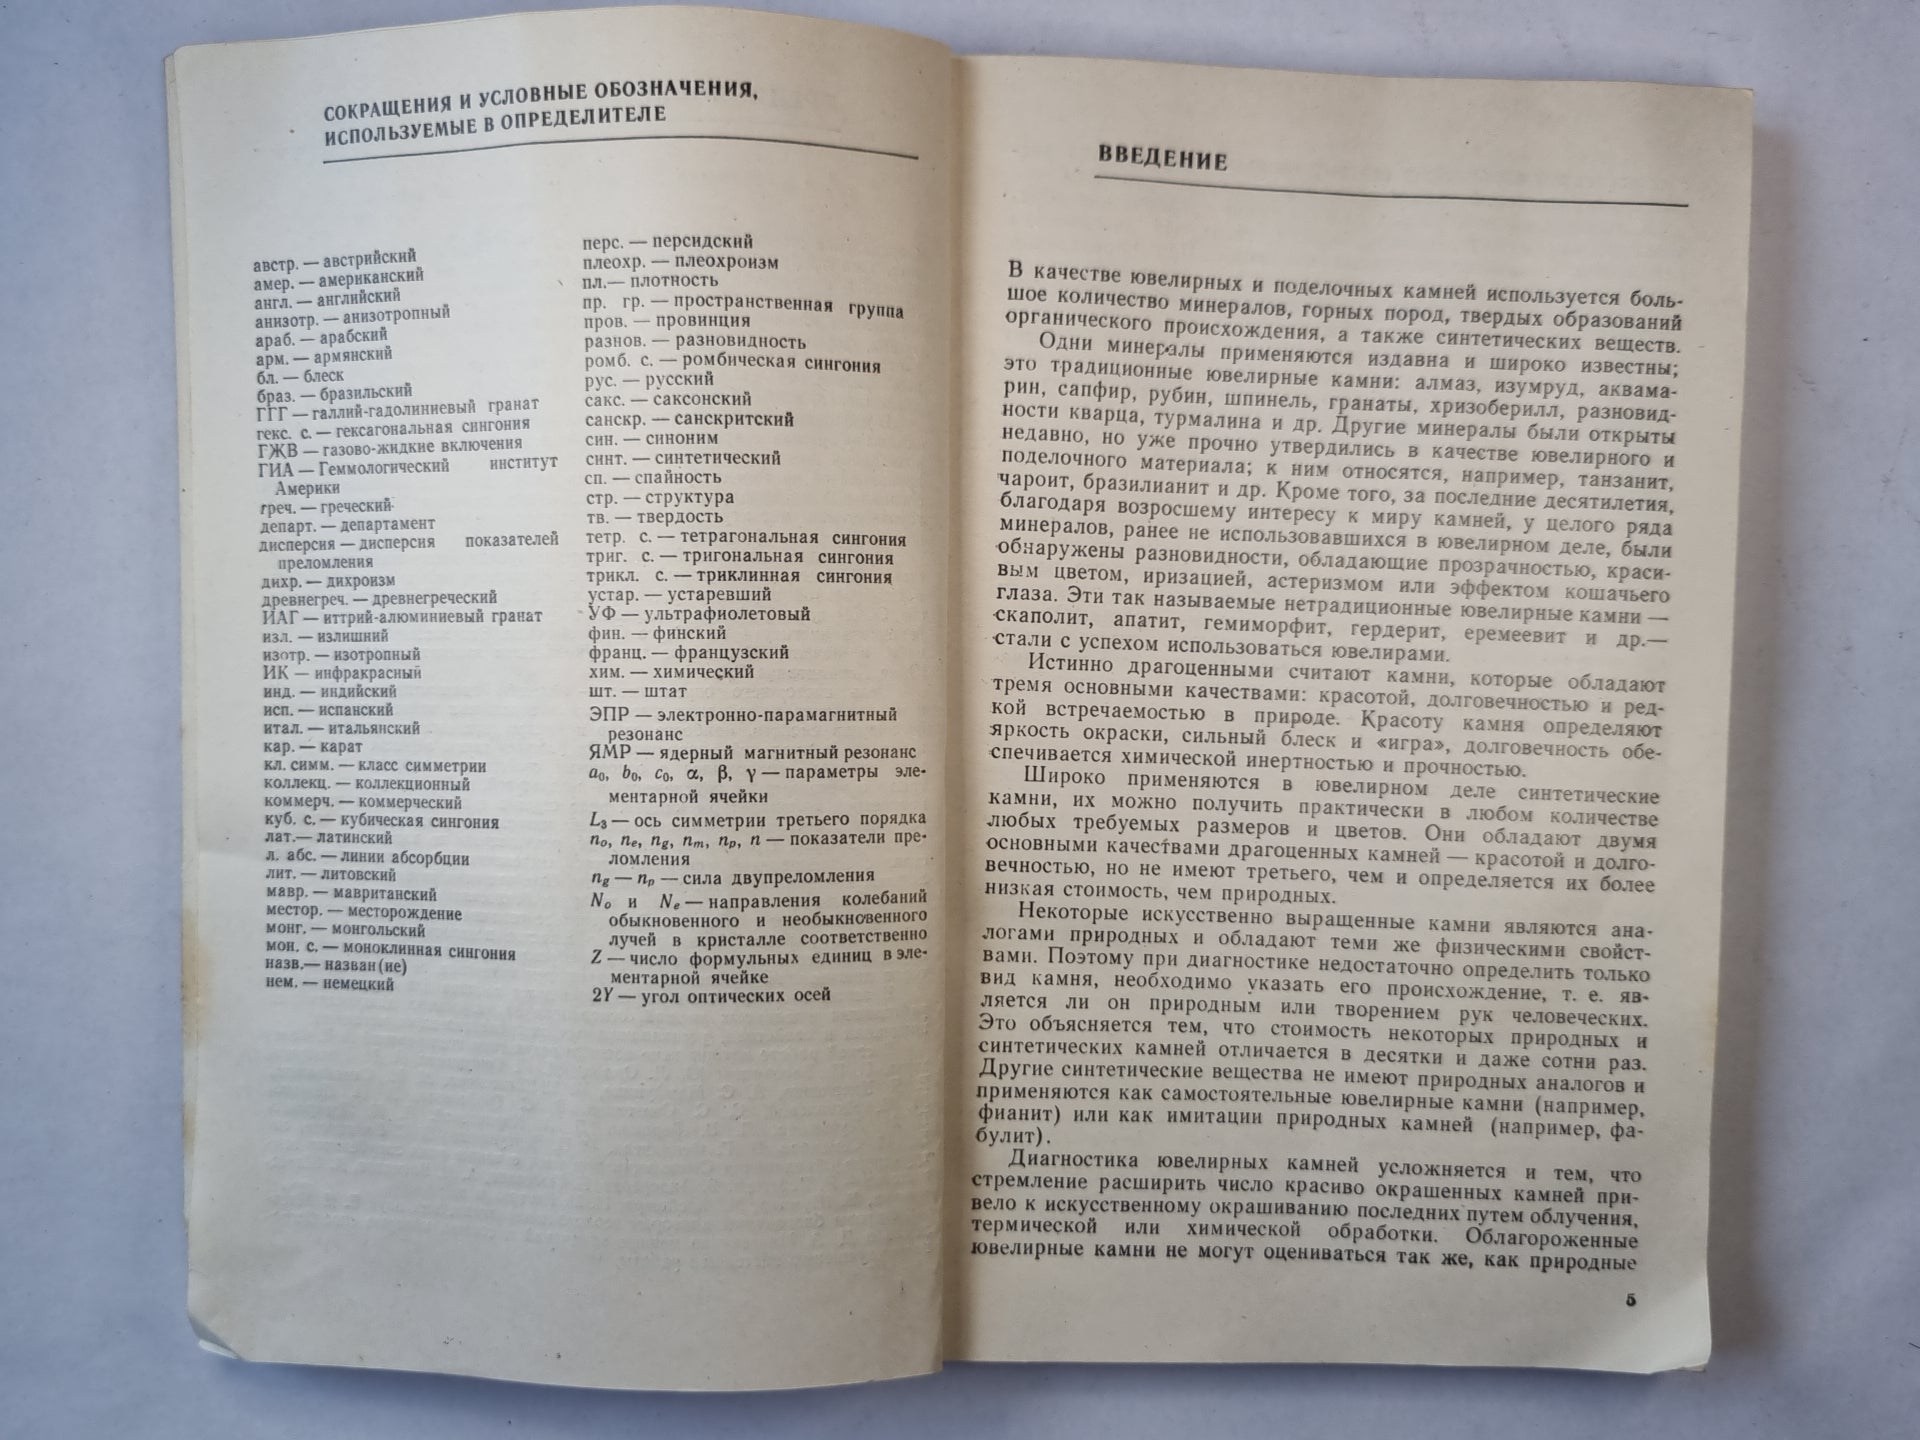 СОКРАЩЕНИЯ И УСЛОВНЫЕ ОБОЗНАЧЕНИЯ,
ИСПОЛЬЗУЕМЫЕ В ОПРЕДЕЛИТЕЛЕ
австр. — австрийский
амер. — американский
англ. — английский
анизотр. — анизотропный
араб. — арабский
арм. — армянский
бл. — блеск
браз. — бразильский
ГГГ — галлий-гадолиниевый гранат
гекс. с. — гексагональная сингония
ГЖВ — газово-жидкие включения
ГИА — Геммологический институт
Америки
греч. — греческий
департ. — департамент
дисперсия — дисперсия показателей
преломления
дихр. — дихроизм
древнегреч. — древнегреческий
ИАГ — иттрий-алюминиевый гранат
изл. — излишний
изотр. — изотропный
ИК — инфракрасный
инд. — индийский
исп. — испанский
итал. — итальянский
кар. — карат
кл. симм. — класс симметрии
коллекц. — коллекционный
коммерч. — коммерческий
куб. с. — кубическая сингония
лат.— латинский
л. абс. — линии абсорбции
лит. — литовский
мавр. — мавританский
местор. — месторождение
монг. — монгольский
мон. с. — моноклинная сингония
назв.— назван(ие)
нем. — немецкий
перс. — персидский
плеохр. — плеохроизм
пл.— плотность
пр. гр. — пространственная группа
пров. — провинция
разнов. — разновидность
ромб. с. — ромбическая сингония
рус. — русский
сакс. — саксонский
санскр. — санскритский
син. — синоним
синт. — синтетический
сп. — спайность
стр. — структура
тв. — твердость
тетр. с. — тетрагональная сингония
триг. с. — тригональная сингония
трикл. с. — триклинная сингония
устар. — устаревший
УФ — ультрафиолетовый
фин. — финский
франц. — французский
хим. — химический
шт. — штат
ЭПР — электронно-парамагнитный
резонанс
ЯМР — ядерный магнитный резонанс
a₀, b₀, c₀, α, β, γ — параметры эле-
ментарной ячейки
L₃ — ось симметрии третьего порядка
nₒ, nₑ, n_g, nₘ, nₚ, n — показатели пре-
ломления
n_g — nₚ — сила двупреломления
Nₒ и Nₑ — направления колебаний
обыкновенного и необыкновенного
лучей в кристалле соответственно
Z — число формульных единиц в эле-
ментарной ячейке
2V — угол оптических осей
ВВЕДЕНИЕ
В качестве ювелирных и поделочных камней используется боль-
шое количество минералов, горных пород, твердых образований
органического происхождения, а также синтетических веществ.
Одни минералы применяются издавна и широко известны;
это традиционные ювелирные камни: алмаз, изумруд, аквама-
рин, сапфир, рубин, шпинель, гранаты, хризоберилл, разновид-
ности кварца, турмалина и др. Другие минералы были открыты
недавно, но уже прочно утвердились в качестве ювелирного и
поделочного материала; к ним относятся, например, танзанит,
чароит, бразилианит и др. Кроме того, за последние десятилетия,
благодаря возросшему интересу к миру камней, у целого ряда
минералов, ранее не использовавшихся в ювелирном деле, были
обнаружены разновидности, обладающие прозрачностью, краси-
вым цветом, иризацией, астеризмом или эффектом кошачьего
глаза. Эти так называемые нетрадиционные ювелирные камни —
скаполит, апатит, гемиморфит, гердерит, еремеевит и др.—
стали с успехом использоваться ювелирами.
Истинно драгоценными считают камни, которые обладают
тремя основными качествами: красотой, долговечностью и ред-
кой встречаемостью в природе. Красоту камня определяют
яркость окраски, сильный блеск и «игра», долговечность обе-
спечивается химической инертностью и прочностью.
Широко применяются в ювелирном деле синтетические
камни, их можно получить практически в любом количестве
любых требуемых размеров и цветов. Они обладают двумя
основными качествами драгоценных камней — красотой и долго-
вечностью, но не имеют третьего, чем и определяется их более
низкая стоимость, чем природных.
Некоторые искусственно выращенные камни являются ана-
логами природных и обладают теми же физическими свойст-
вами. Поэтому при диагностике недостаточно определить только
вид камня, необходимо указать его происхождение, т. е. яв-
ляется ли он природным или творением рук человеческих.
Это объясняется тем, что стоимость некоторых природных и
синтетических камней отличается в десятки и даже сотни раз.
Другие синтетические вещества не имеют природных аналогов и
применяются как самостоятельные ювелирные камни (например,
фианит) или как имитации природных камней (например, фа-
булит).
Диагностика ювелирных камней усложняется и тем, что
стремление расширить число красиво окрашенных камней при-
вело к искусственному окрашиванию последних путем облучения,
термической или химической обработки. Облагороженные
ювелирные камни не могут оцениваться так же, как природные
5